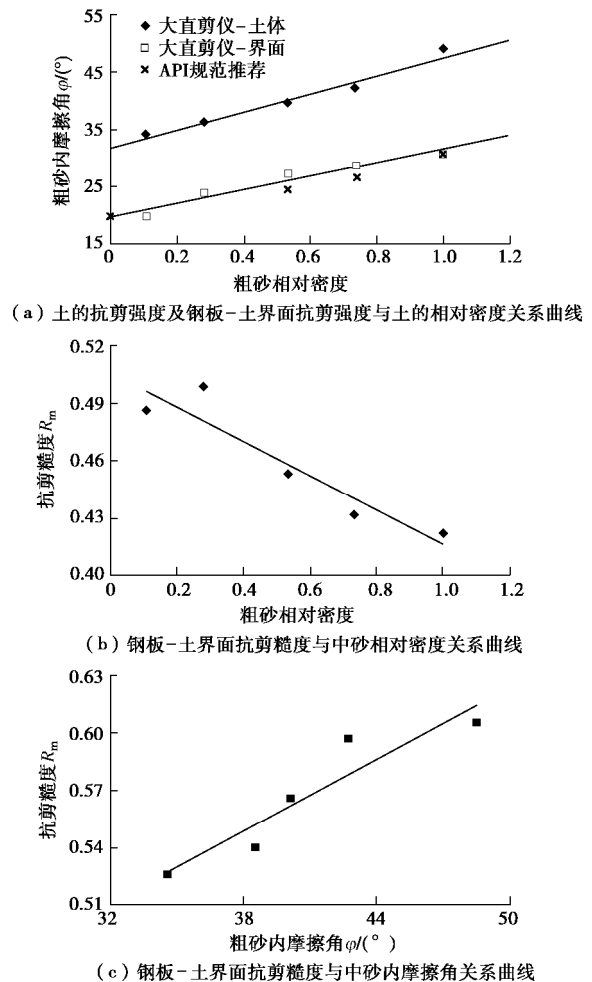 55
45
35
25
15
粗砂内摩擦角φ/(°)
◆ 大直剪仪-土体
□ 大直剪仪-界面
× API规范推荐
0 0.2 0.4 0.6 0.8 1.0 1.2
粗砂相对密度
(a)土的抗剪强度及钢板-土界面抗剪强度与土的相对密度关系曲线
0.52
0.49
0.46
0.43
0.40
抗剪糙度Rm
0 0.2 0.4 0.6 0.8 1.0 1.2
粗砂相对密度
(b)钢板-土界面抗剪糙度与中砂相对密度关系曲线
0.63
0.60
0.57
0.54
0.51
抗剪糙度Rm
32 38 44 50
粗砂内摩擦角φ/(°)
(c)钢板-土界面抗剪糙度与中砂内摩擦角关系曲线